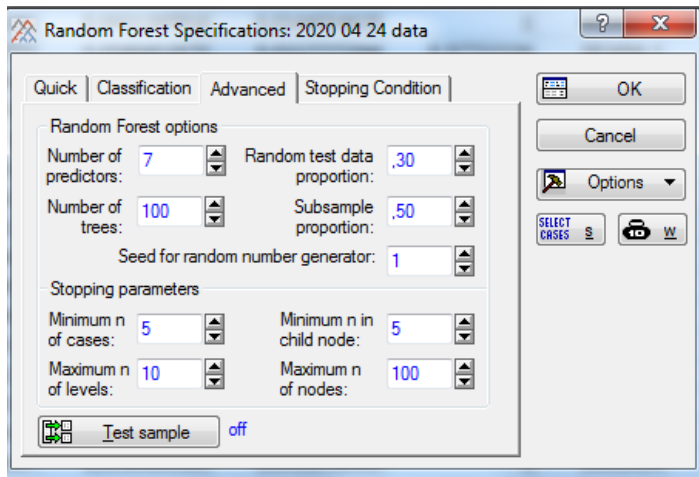 Random Forest Specifications: 2020 04 24 data
? X
Quick Classification Advanced Stopping Condition
OK
Cancel
Options
SELECT CASES S
W
Random Forest options
Number of predictors: 7
Random test data proportion: ,30
Number of trees: 100
Subsample proportion: ,50
Seed for random number generator: 1
Stopping parameters
Minimum n of cases: 5
Minimum n in child node: 5
Maximum n of levels: 10
Maximum n of nodes: 100
Test sample off